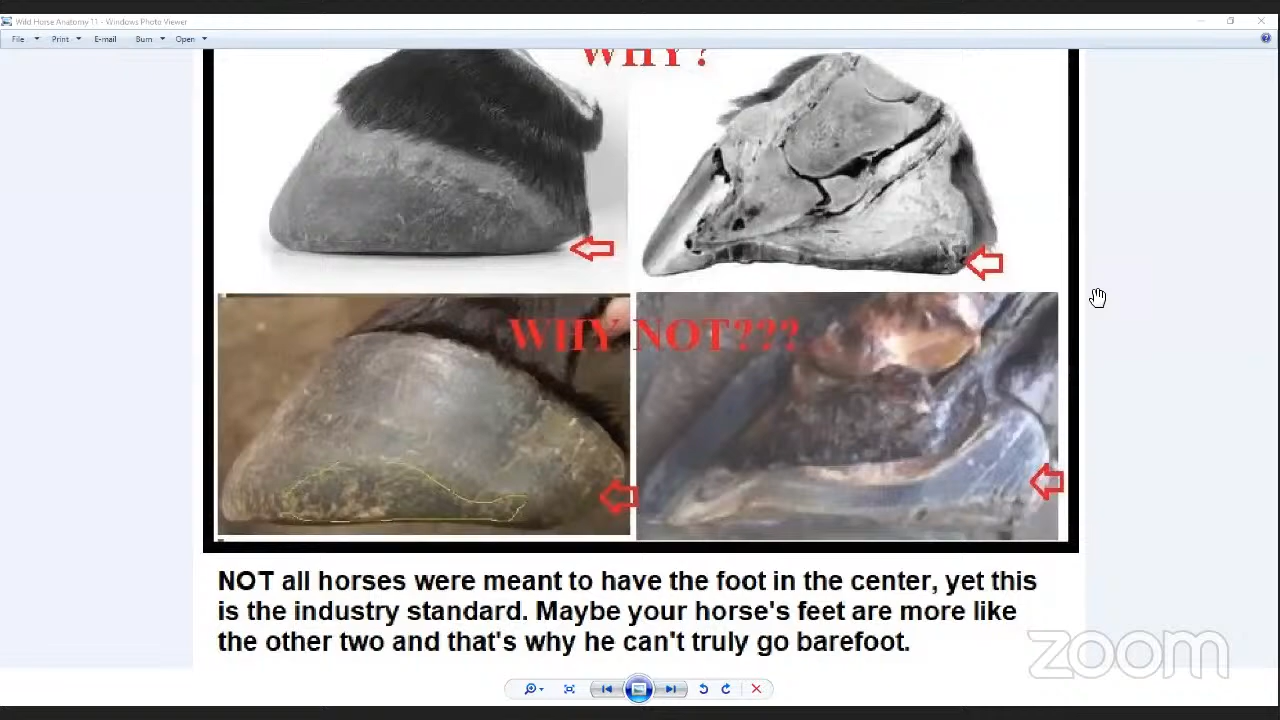 Wild Horse Anatomy 11 - Windows Photo Viewer
File Print E-mail Burn Open
WHY?
WHY NOT???
NOT all horses were meant to have the foot in the center, yet this
is the industry standard. Maybe your horse's feet are more like
the other two and that's why he can't truly go barefoot.
zoom